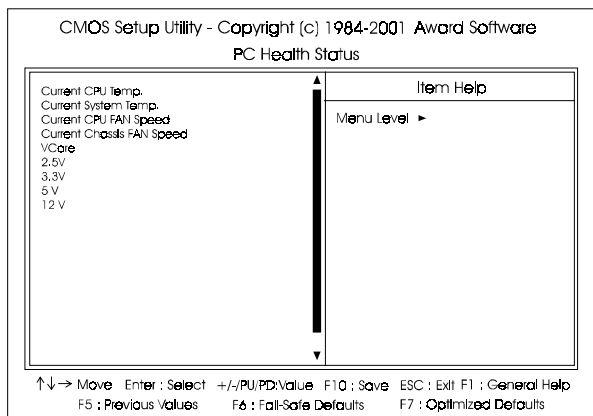 CMOS Setup Utility - Copyright (c) 1984-2001 Award Software
PC Health Status
Current CPU Temp.
Current System Temp.
Current CPU FAN Speed
Current Chassis FAN Speed
VCore
2.5V
3.3V
5 V
12 V
Item Help
Menu Level ►
↑↓→ Move Enter : Select +/-/PU/PD:Value F10 : Save ESC : Exit F1 : General Help
F5 : Previous Values F6 : Fail-Safe Defaults F7 : Optimized Defaults